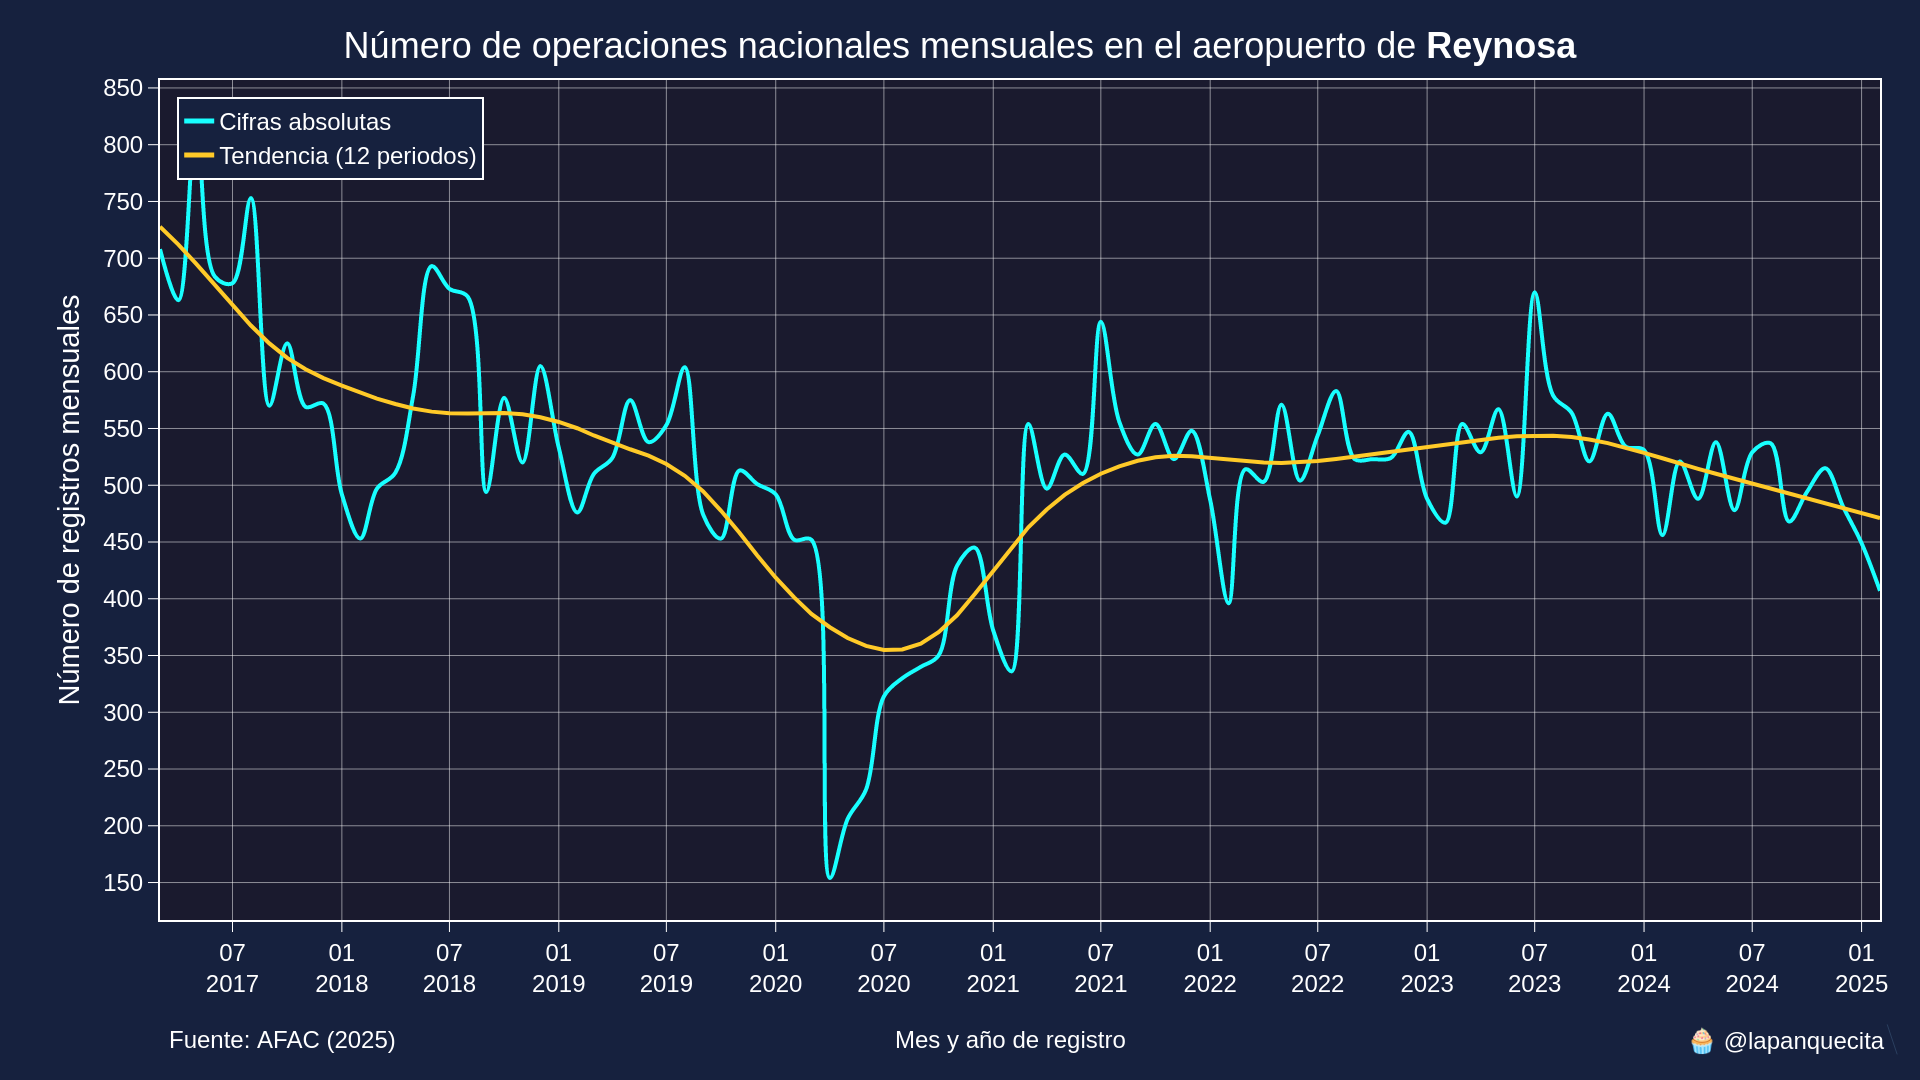 Número de operaciones nacionales mensuales en el aeropuerto de Reynosa
Cifras absolutas
Tendencia (12 periodos)
Número de registros mensuales
850
800
750
700
650
600
550
500
450
400
350
300
250
200
150
07 01 07 01 07 01 07 01 07 01 07 01 07 01 07 01
2017 2018 2018 2019 2019 2020 2020 2021 2021 2022 2022 2023 2023 2024 2024 2025
Fuente: AFAC (2025)
Mes y año de registro
🧁 @lapanquecita